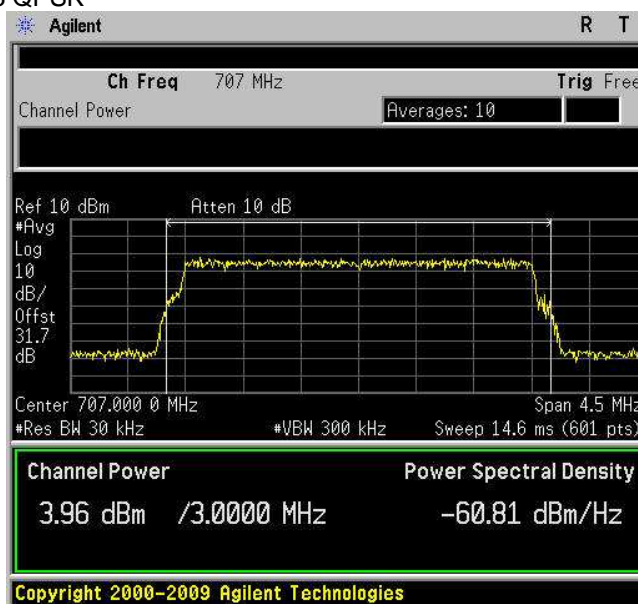 QPSK
Agilent R T
Ch Freq 707 MHz Trig Free
Channel Power Averages: 10
Ref 10 dBm Atten 10 dB
#Avg
Log
10
dB/
Offst
31.7
dB
Center 707.000 0 MHz Span 4.5 MHz
#Res BW 30 kHz #VBW 300 kHz Sweep 14.6 ms (601 pts)
Channel Power Power Spectral Density
3.96 dBm /3.0000 MHz -60.81 dBm/Hz
Copyright 2000-2009 Agilent Technologies